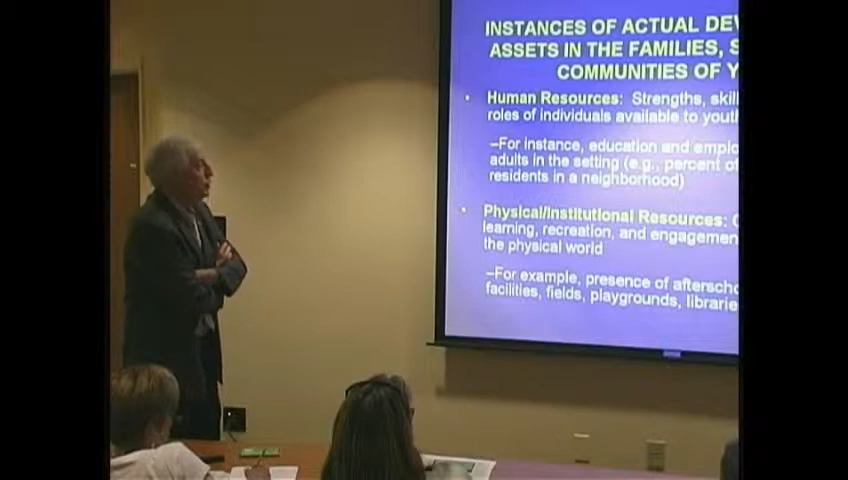 INSTANCES OF ACTUAL DEV
ASSETS IN THE FAMILIES, S
COMMUNITIES OF Y
• Human Resources: Strengths, skill
roles of individuals available to youth
–For instance, education and emplo
adults in the setting (e.g., percent of
residents in a neighborhood)
• Physical/Institutional Resources: O
learning, recreation, and engagemen
the physical world
–For example, presence of afterscho
facilities, fields, playgrounds, librarie